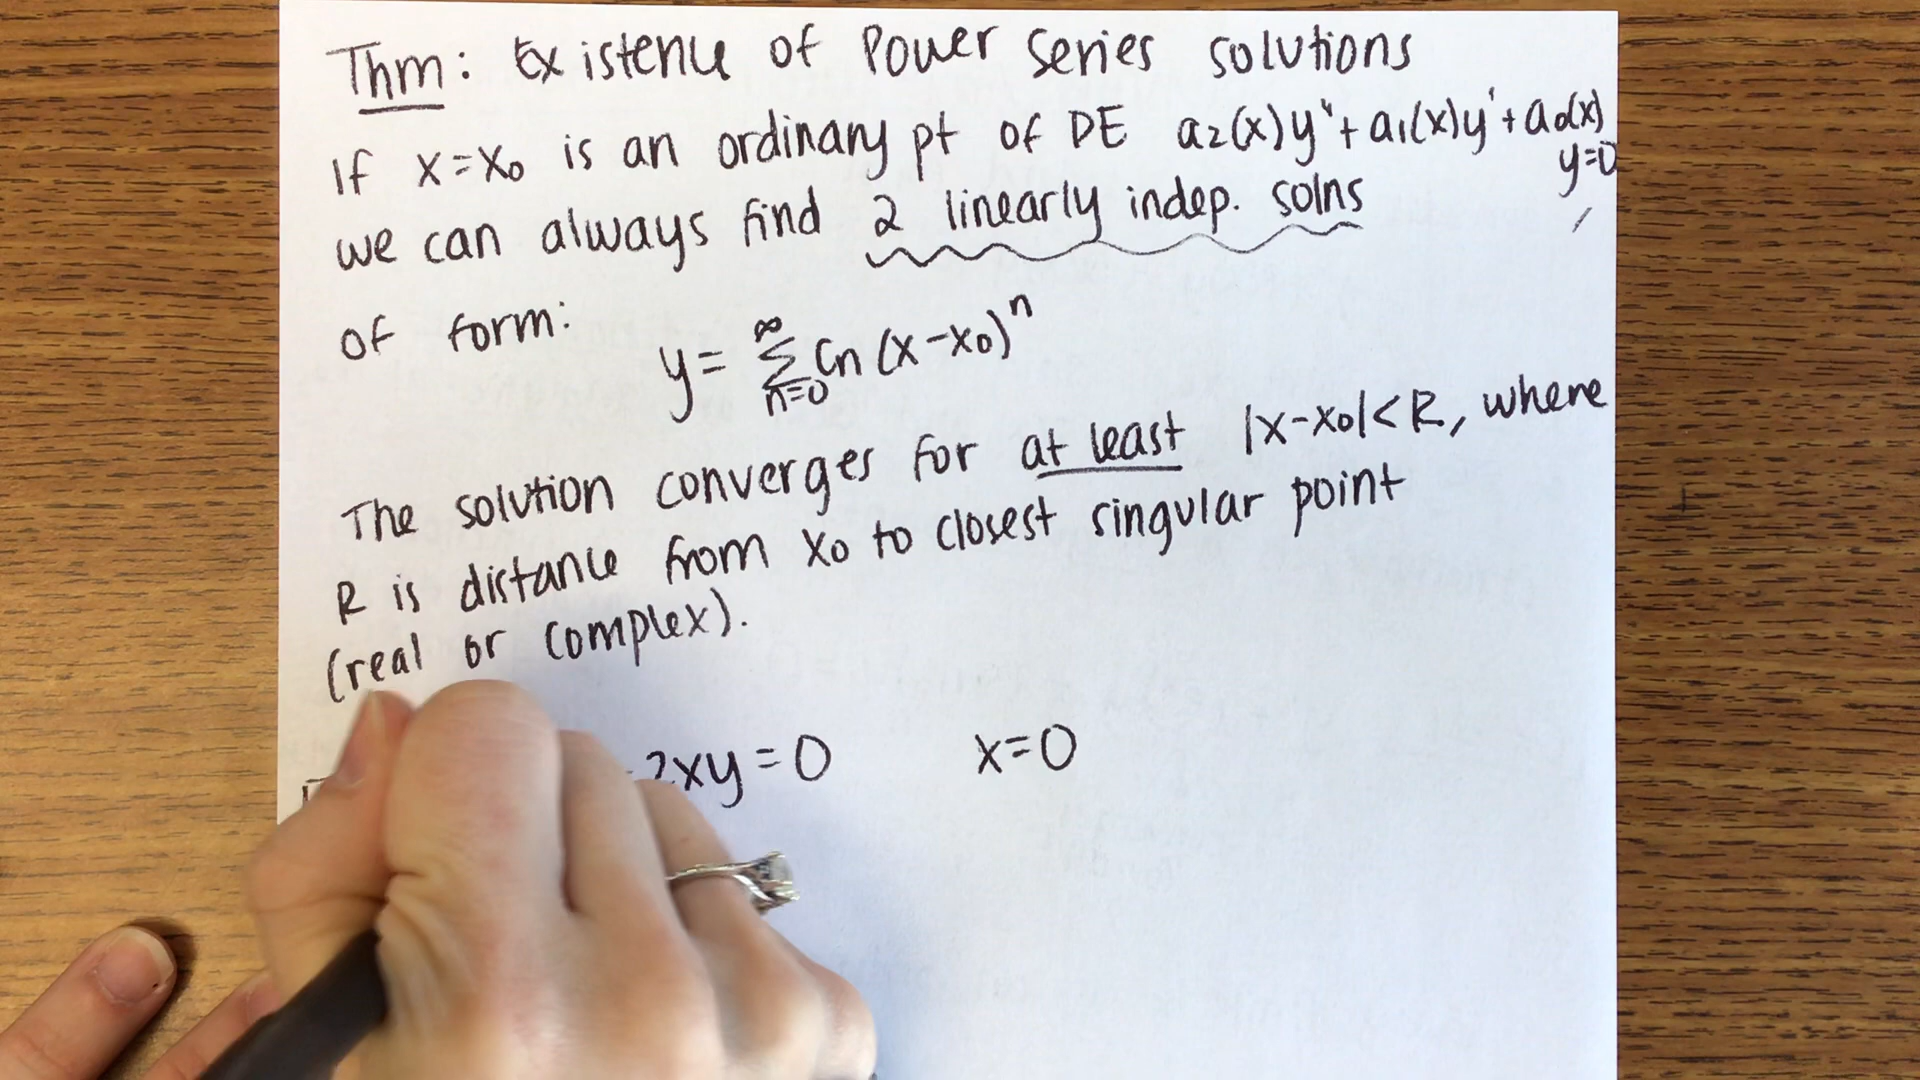 Thm: Existence of Power Series solutions
If x=x₀ is an ordinary pt of DE a₂(x)y"+a₁(x)y'+a₀(x)
y=0
we can always find 2 linearly indep. solns
of form:
y= ∞∑n=0 Cn (x-x₀)ⁿ
The solution converges for at least |x-x₀|<R, where
R is distance from x₀ to closest singular point
(real or complex).
2xy=0 x=0